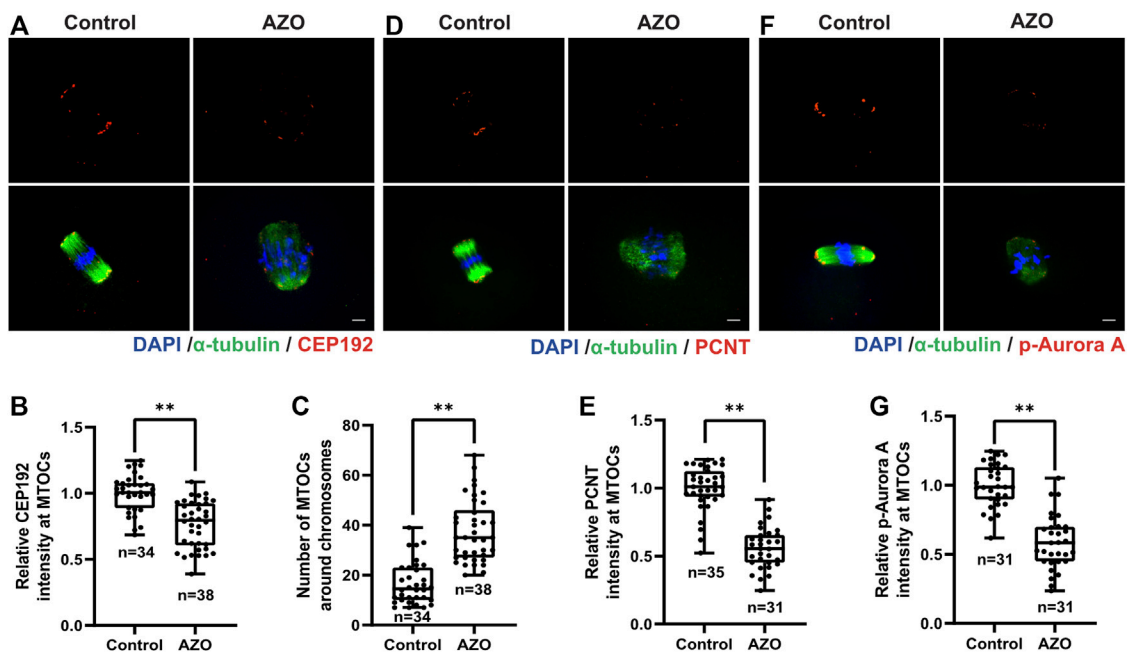 A Control AZO D Control AZO F Control AZO
DAPI /α-tubulin / CEP192
DAPI /α-tubulin / PCNT
DAPI /α-tubulin / p-Aurora A
B
Relative CEP192
intensity at MTOCs
1.5
1.0
0.5
0.0
**
n=34
n=38
Control AZO
C
Number of MTOCs
around chromosomes
80
60
40
20
0
**
n=34
n=38
Control AZO
E
Relative PCNT
intensity at MTOCs
1.5
1.0
0.5
0.0
**
n=35
n=31
Control AZO
G
Relative p-Aurora A
intensity at MTOCs
1.5
1.0
0.5
0.0
**
n=31
n=31
Control AZO